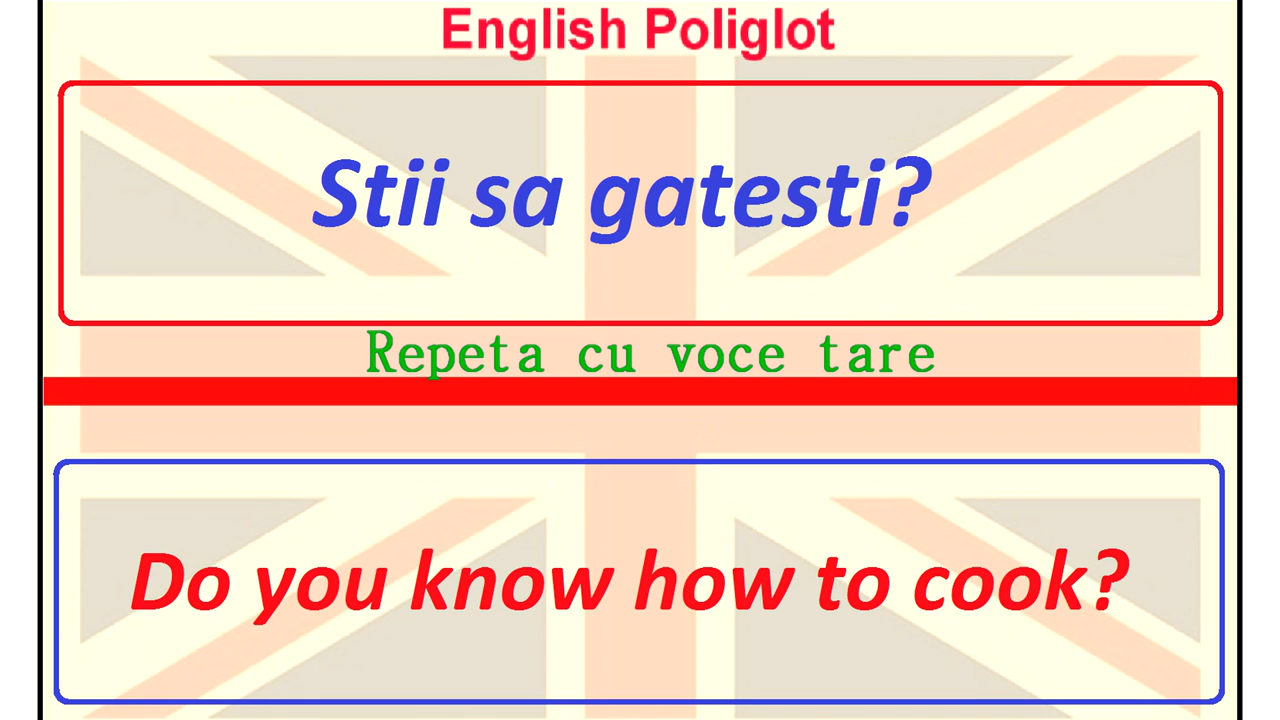 English Poliglot
Stii sa gatesti?
Repeta cu voce tare
Do you know how to cook?